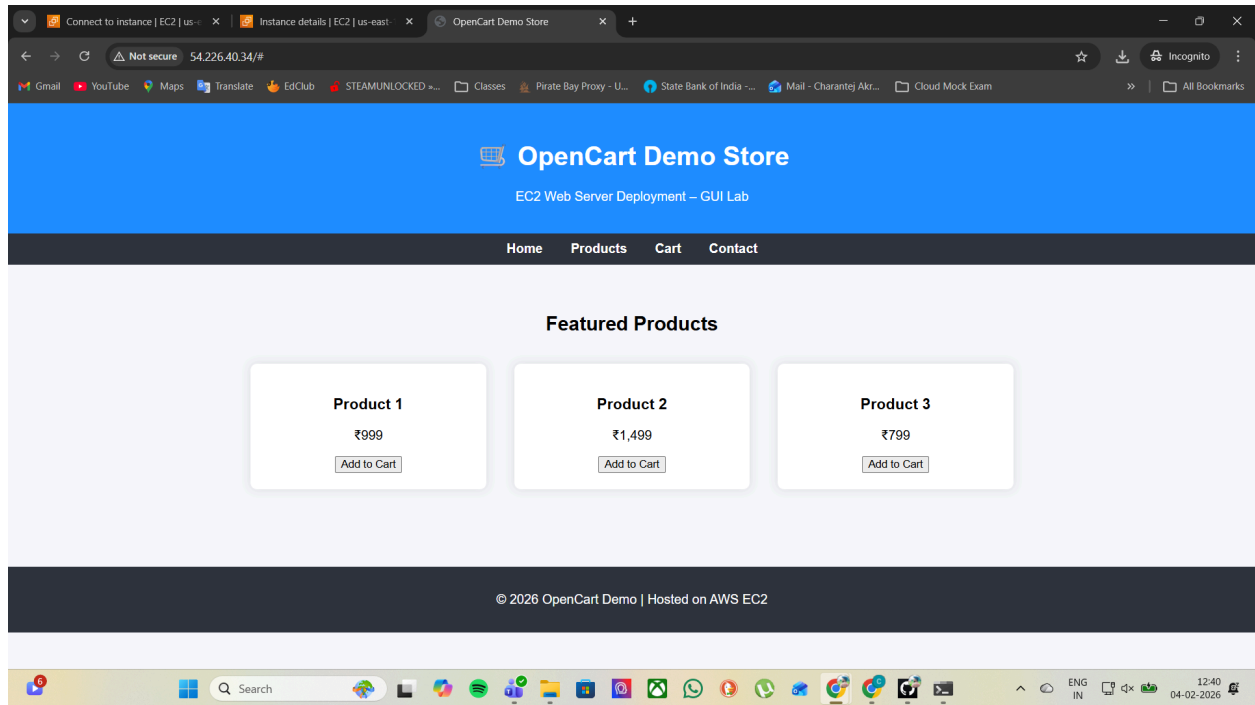 Connect to instance | EC2 | us-e
Instance details | EC2 | us-east-
OpenCart Demo Store
Not secure
54.226.40.34/#
Incognito
Gmail
YouTube
Maps
Translate
EdClub
STEAMUNLOCKED »...
Classes
Pirate Bay Proxy - U...
State Bank of India -...
Mail - Charantej Akr...
Cloud Mock Exam
»
All Bookmarks
OpenCart Demo Store
EC2 Web Server Deployment – GUI Lab
Home Products Cart Contact
Featured Products
Product 1
₹999
Add to Cart
Product 2
₹1,499
Add to Cart
Product 3
₹799
Add to Cart
© 2026 OpenCart Demo | Hosted on AWS EC2
6
Search
ENG
IN
12:40
04-02-2026